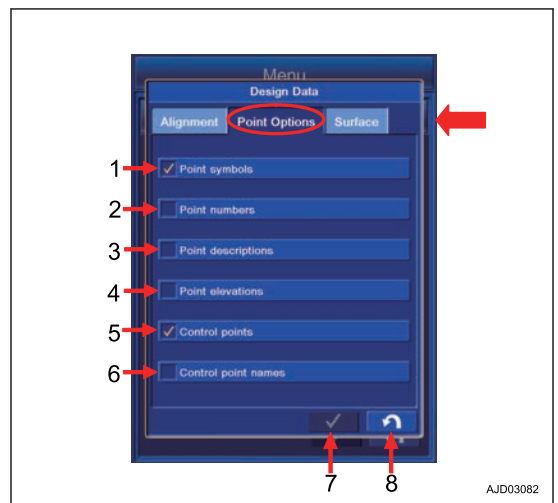 Menu
Design Data
Alignment Point Options Surface
1 Point symbols
2 Point numbers
3 Point descriptions
4 Point elevations
5 Control points
6 Control point names
7 8
AJD03082